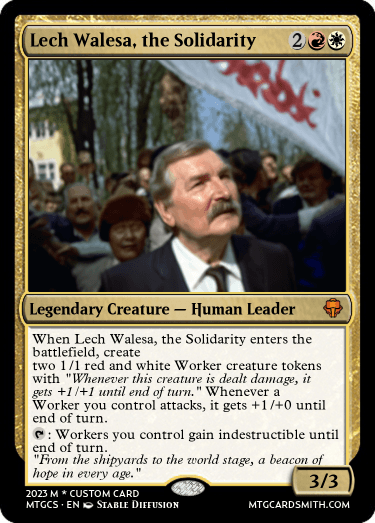 Lech Walesa, the Solidarity 2
Legendary Creature — Human Leader
When Lech Walesa, the Solidarity enters the
battlefield, create
two 1/1 red and white Worker creature tokens
with "Whenever this creature is dealt damage, it
gets +1/+1 until end of turn." Whenever a
Worker you control attacks, it gets +1/+0 until
end of turn.
: Workers you control gain indestructible until
end of turn.
"From the shipyards to the world stage, a beacon of
hope in every age."
3/3
2023 M * CUSTOM CARD
MTGCS • EN Stable Diffusion
MTGCARDSMITH.COM